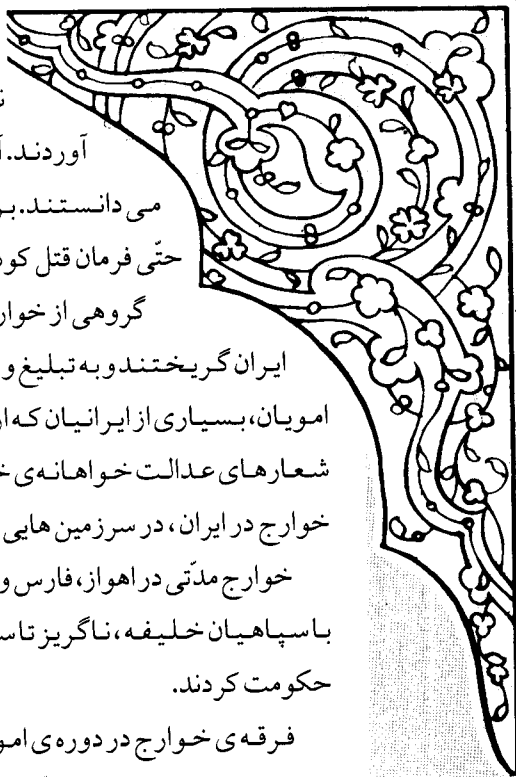 آوردند.
می دانستند.
حتّی فرمان قتل
گروهی از
ایران گریختند و به تبلیغ و
امویان، بسیاری از ایرانیان که
شعارهای عدالت خواهانه‌ی
خوارج در ایران، در سرزمین هایی
خوارج مدّتی در اهواز، فارس و
با سپاهیان خلیفه، ناگریز تا
حکومت کردند.
فرقه‌ی خوارج در دوره‌ی